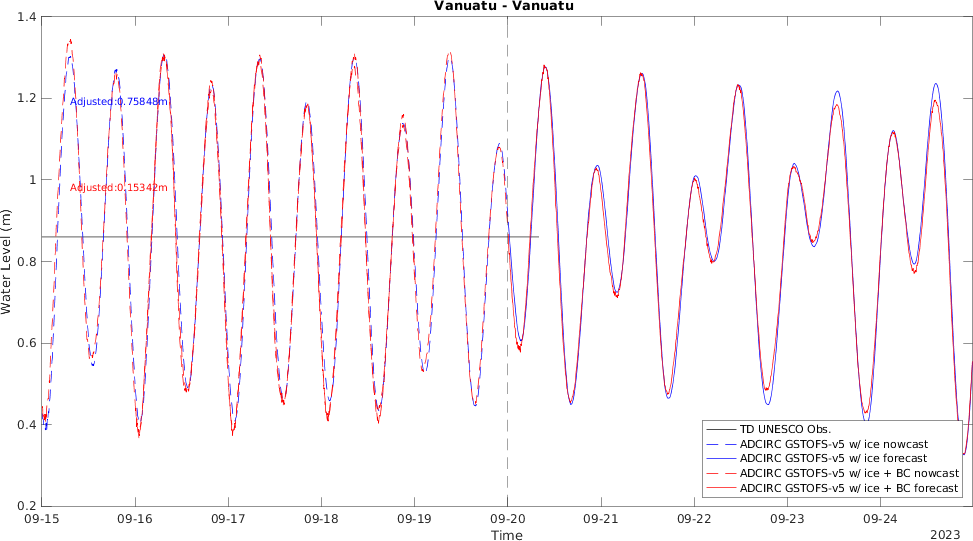 Vanuatu - Vanuatu
1.4
1.2
1
0.8
0.6
0.4
0.2
Water Level (m)
Adjusted:0.75848m
Adjusted:0.15342m
TD UNESCO Obs.
ADCIRC GSTOFS-v5 w/ ice nowcast
ADCIRC GSTOFS-v5 w/ ice forecast
ADCIRC GSTOFS-v5 w/ ice + BC nowcast
ADCIRC GSTOFS-v5 w/ ice + BC forecast
09-15 09-16 09-17 09-18 09-19 09-20 09-21 09-22 09-23 09-24
Time
2023